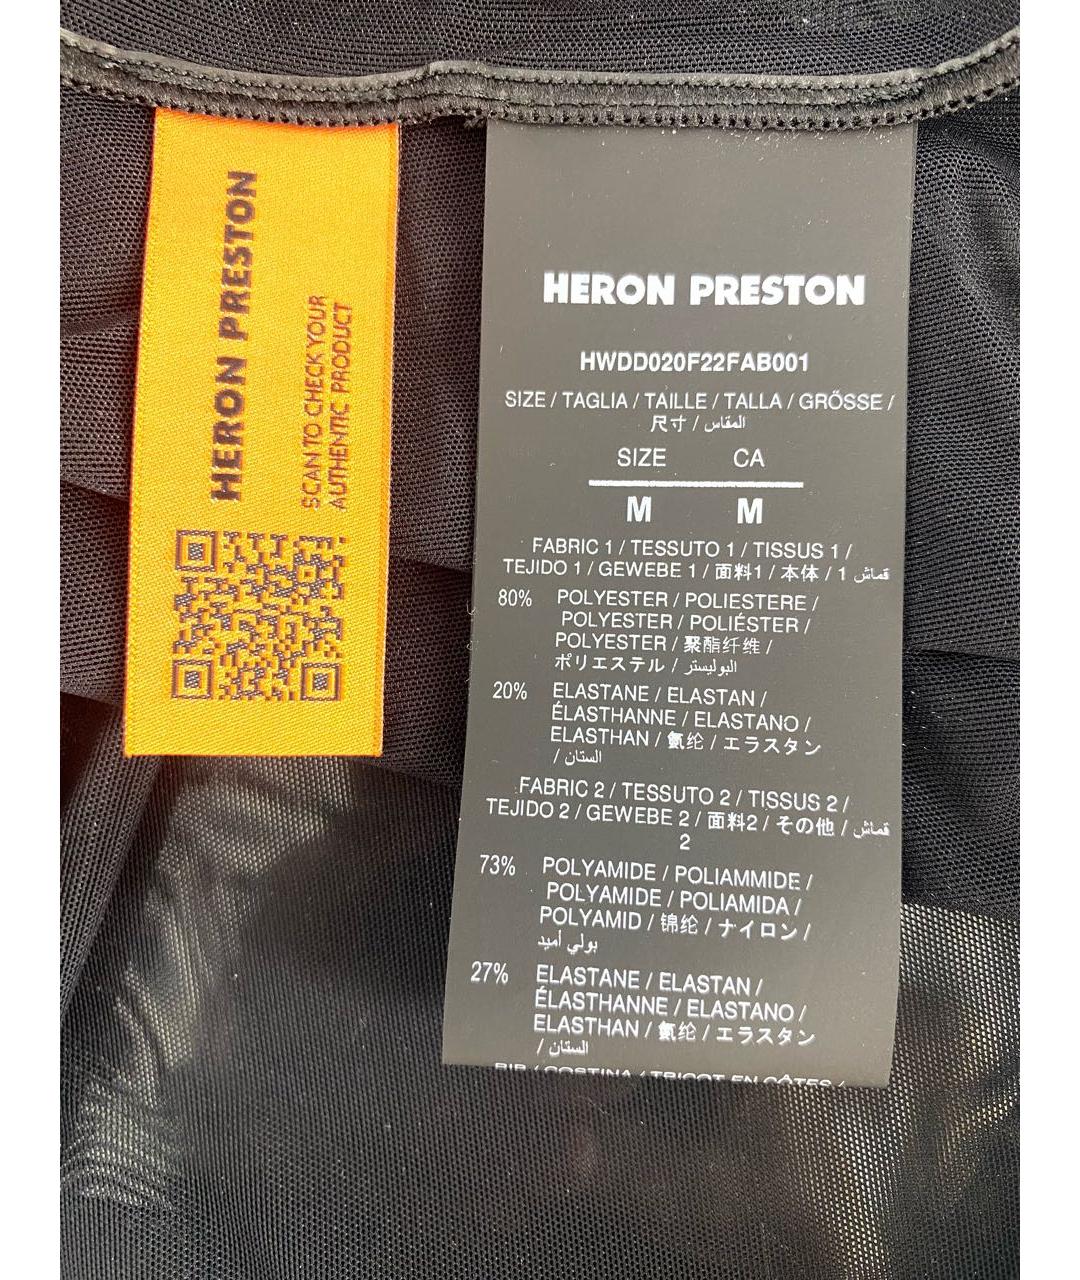 HERON PRESTON
SCAN TO CHECK YOUR
AUTHENTIC PRODUCT
HERON PRESTON
HWDD020F22FAB001
SIZE / TAGLIA / TAILLE / TALLA / GRÖSSE /
尺寸 / المقاس
SIZE CA
M M
FABRIC 1 / TESSUTO 1 / TISSUS 1 /
TEJIDO 1 / GEWEBE 1 / 面料1 / 本体 / 1 قماش
80% POLYESTER / POLIESTERE /
POLYESTER / POLIÉSTER /
POLYESTER / 聚酯纤维 /
ポリエステル / البوليستر
20% ELASTANE / ELASTAN /
ÉLASTHANNE / ELASTANO /
ELASTHAN / 氨纶 / エラスタン
/ الستان
FABRIC 2 / TESSUTO 2 / TISSUS 2 /
TEJIDO 2 / GEWEBE 2 / 面料2 / その他 / قماش
2
73% POLYAMIDE / POLIAMMIDE /
POLYAMIDE / POLIAMIDA /
POLYAMID / 锦纶 / ナイロン /
بولي أميد
27% ELASTANE / ELASTAN /
ÉLASTHANNE / ELASTANO /
ELASTHAN / 氨纶 / エラスタン
/ الستان
RIB / COSTINA / TRICOT EN CÔTES /